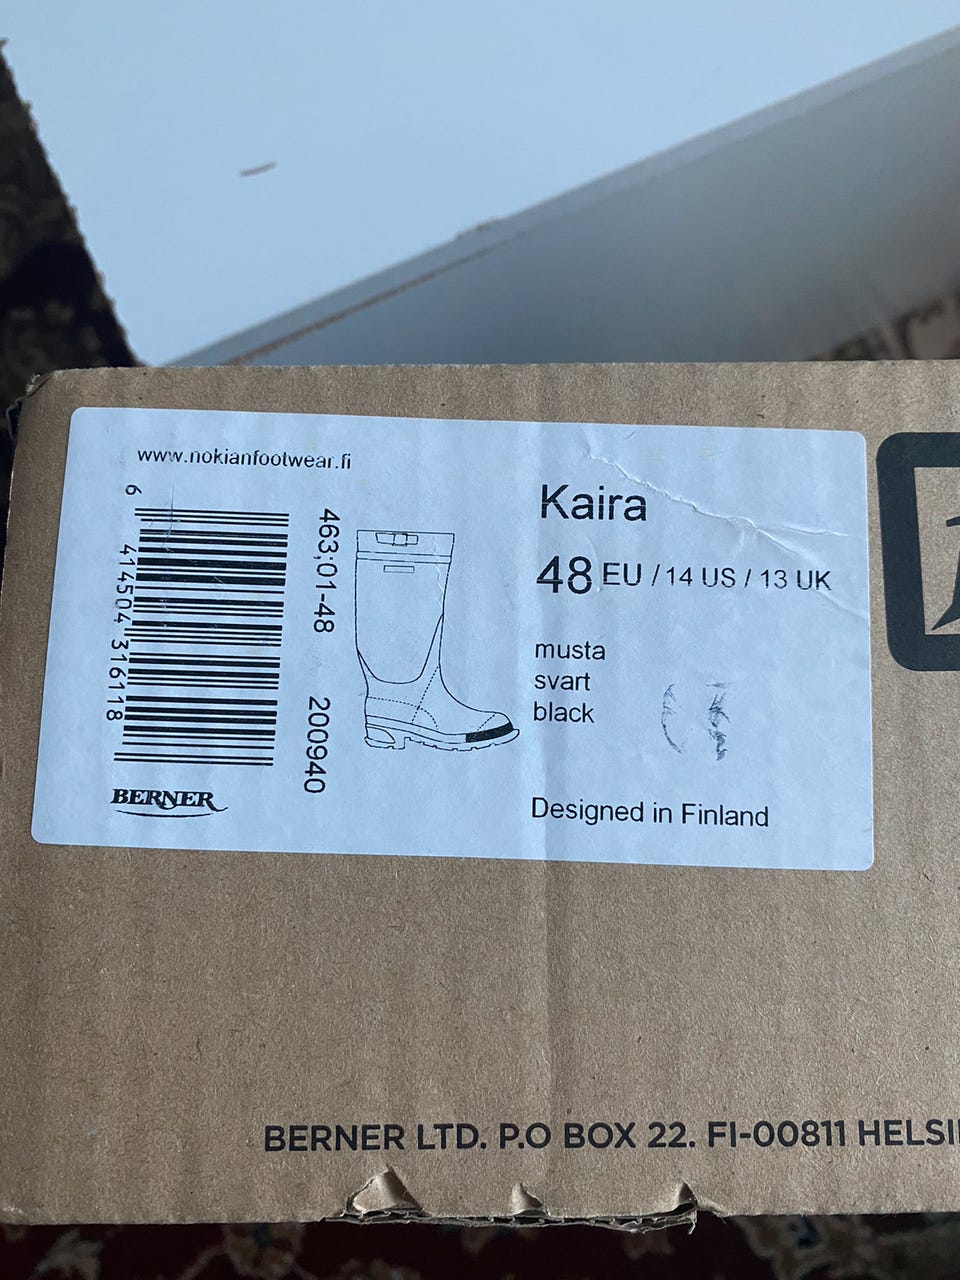 www.nokianfootwear.fi
6 414504 316118
463;01-48 200940
BERNER
Kaira
48 EU / 14 US / 13 UK
musta
svart
black
Designed in Finland
BERNER LTD. P.O BOX 22. FI-00811